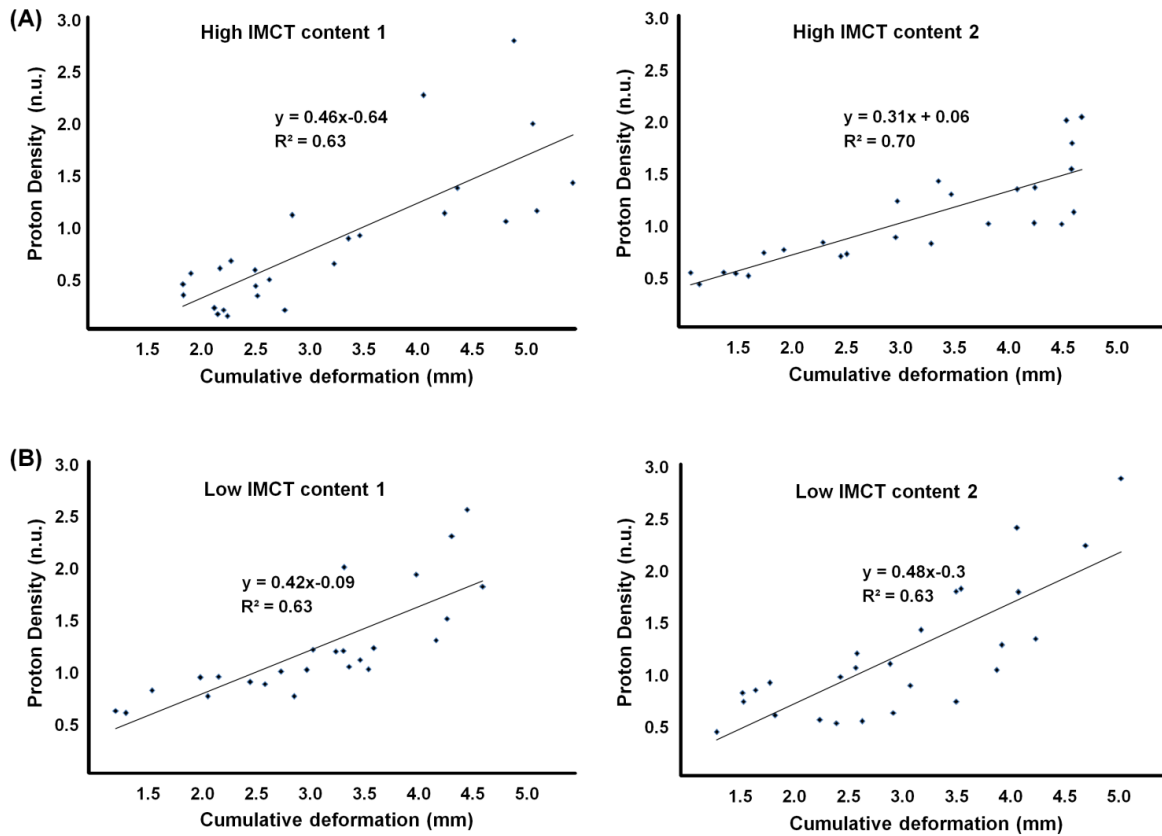 (A)
High IMCT content 1
Proton Density (n.u.)
3.0
2.5
2.0
1.5
1.0
0.5
y = 0.46x-0.64
R² = 0.63
1.5 2.0 2.5 3.0 3.5 4.0 4.5 5.0
Cumulative deformation (mm)
High IMCT content 2
Proton Density (n.u.)
3.0
2.5
2.0
1.5
1.0
0.5
y = 0.31x + 0.06
R² = 0.70
1.5 2.0 2.5 3.0 3.5 4.0 4.5 5.0
Cumulative deformation (mm)
(B)
Low IMCT content 1
Proton Density (n.u.)
3.0
2.5
2.0
1.5
1.0
0.5
y = 0.42x-0.09
R² = 0.63
1.5 2.0 2.5 3.0 3.5 4.0 4.5 5.0
Cumulative deformation (mm)
Low IMCT content 2
Proton Density (n.u.)
3.0
2.5
2.0
1.5
1.0
0.5
y = 0.48x-0.3
R² = 0.63
1.5 2.0 2.5 3.0 3.5 4.0 4.5 5.0
Cumulative deformation (mm)